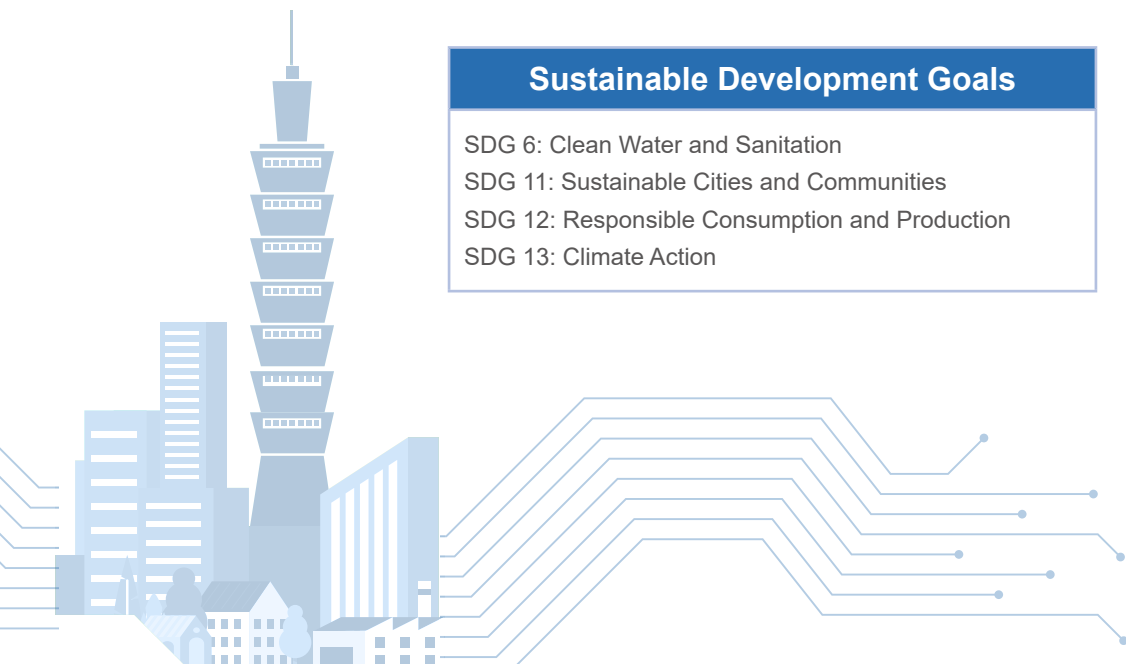 Sustainable Development Goals
SDG 6: Clean Water and Sanitation
SDG 11: Sustainable Cities and Communities
SDG 12: Responsible Consumption and Production
SDG 13: Climate Action